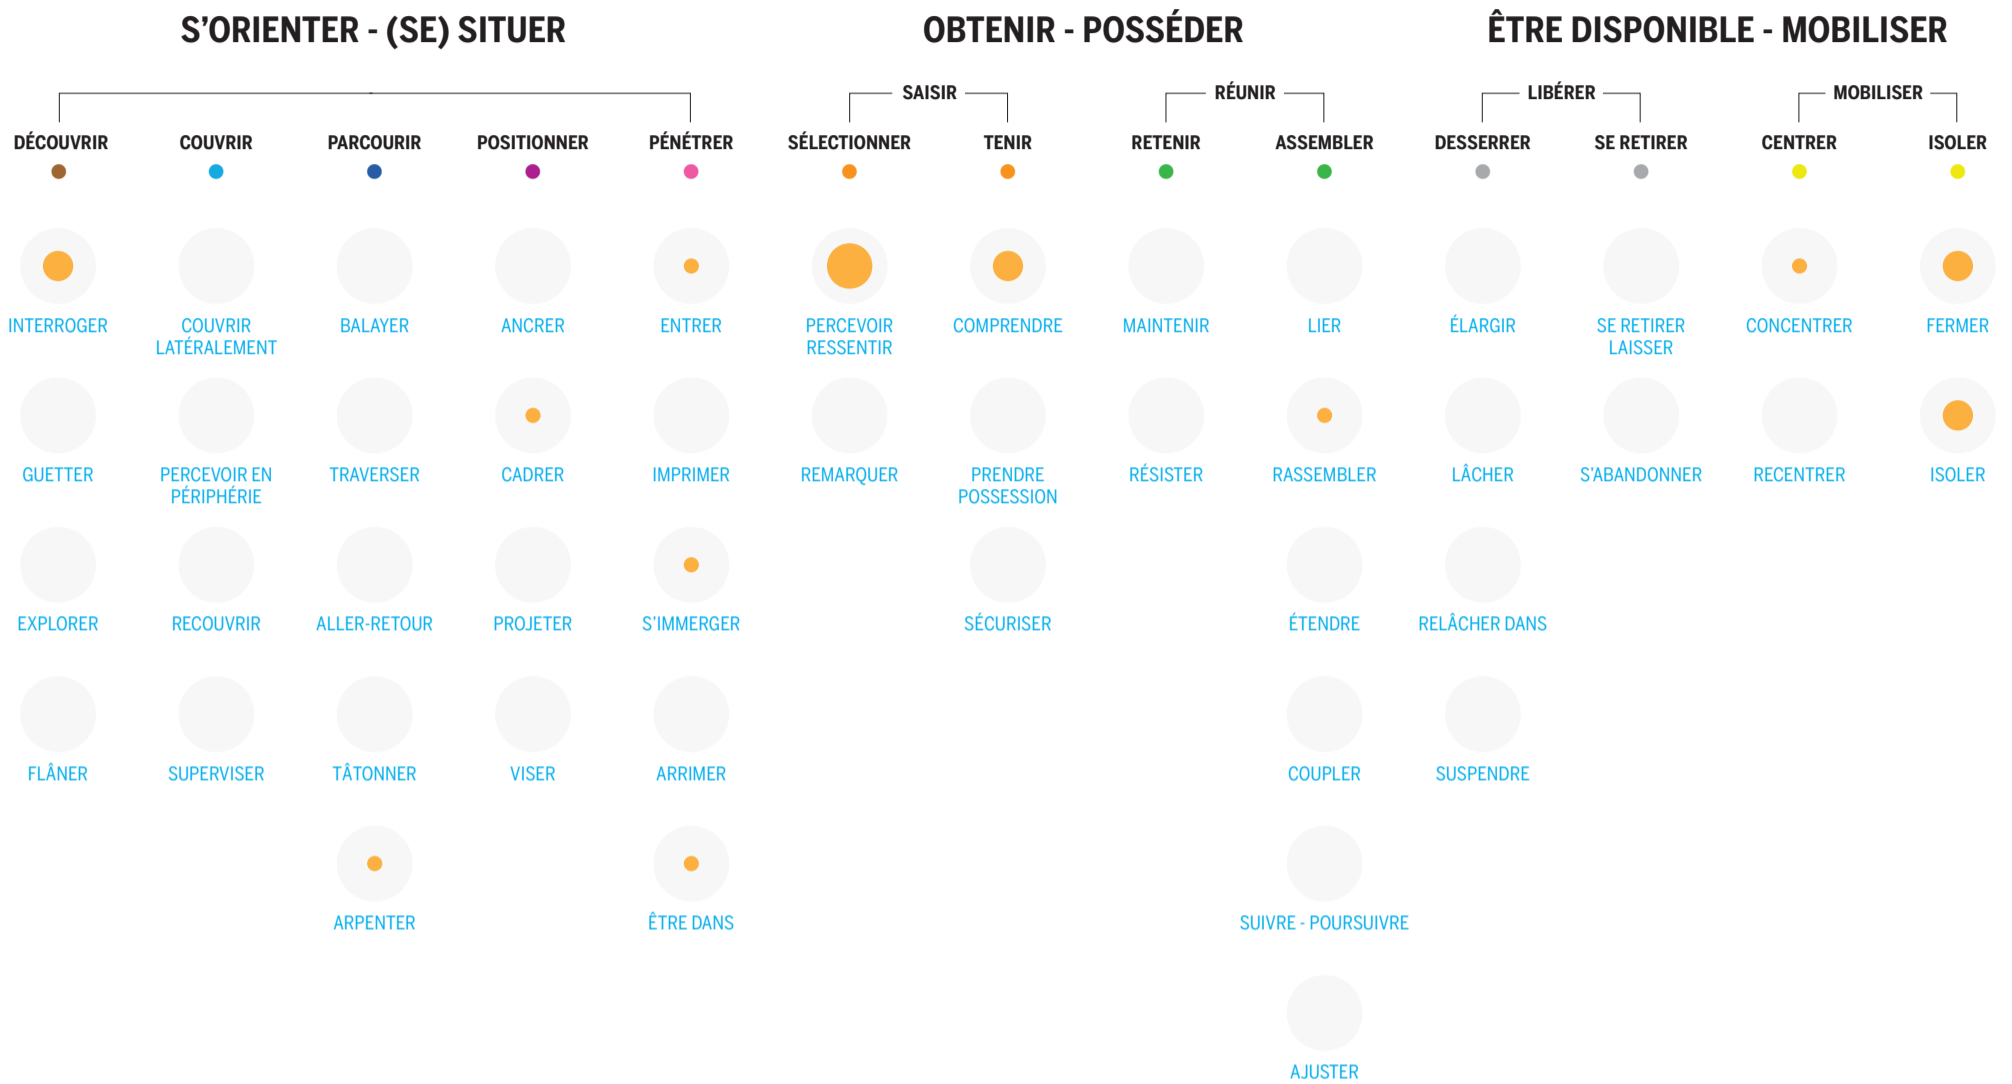 S'ORIENTER - (SE) SITUER
OBTENIR - POSSÉDER
ÊTRE DISPONIBLE - MOBILISER
SAISIR
RÉUNIR
LIBÉRER
MOBILISER
DÉCOUVRIR
COUVRIR
PARCOURIR
POSITIONNER
PÉNÉTRER
SÉLECTIONNER
TENIR
RETENIR
ASSEMBLER
DESSERRER
SE RETIRER
CENTRER
ISOLER
INTERROGER
COUVRIR
LATÉRALEMENT
BALAYER
ANCRER
ENTRER
PERCEVOIR
RESSENTIR
COMPRENDRE
MAINTENIR
LIER
ÉLARGIR
SE RETIRER
LAISSER
CONCENTRER
FERMER
GUETTER
PERCEVOIR EN
PÉRIPHÉRIE
TRAVERSER
CADRER
IMPRIMER
REMARQUER
PRENDRE
POSSESSION
RÉSISTER
RASSEMBLER
LÂCHER
S'ABANDONNER
RECENTRER
ISOLER
EXPLORER
RECOUVRIR
ALLER-RETOUR
PROJETER
S'IMMERGER
SÉCURISER
ÉTENDRE
RELÂCHER DANS
FLÂNER
SUPERVISER
TÂTONNER
VISER
ARRIMER
COUPLER
SUSPENDRE
ARPENTER
ÊTRE DANS
SUIVRE - POURSUIVRE
AJUSTER